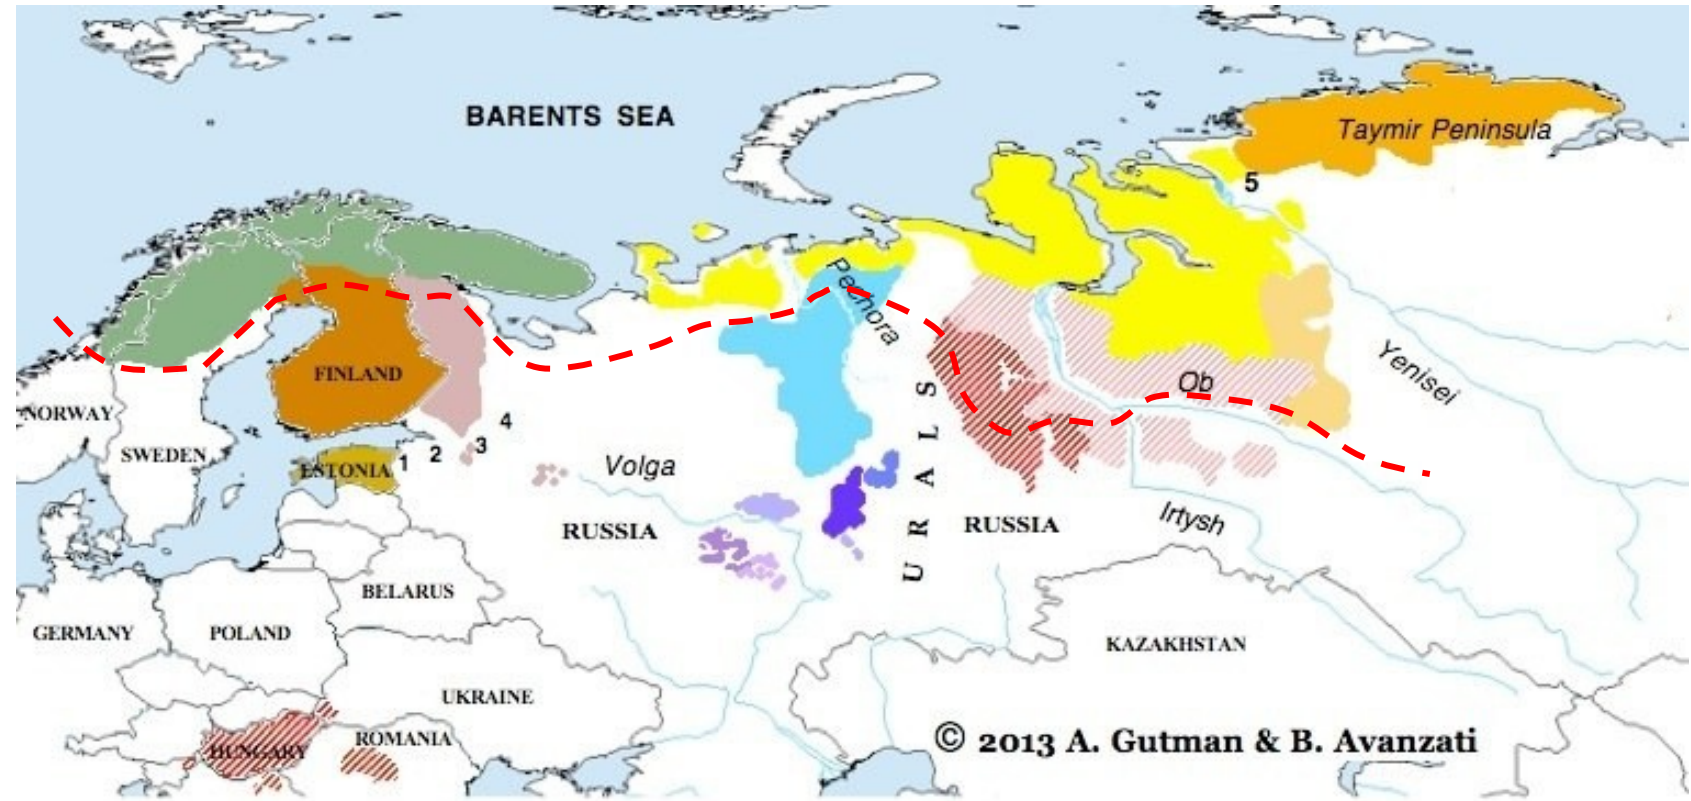 BARENTS SEA
Taymir Peninsula
5
Pechora
Yenisei
FINLAND
Ob
NORWAY
4
SWEDEN
ESTONIA
1
2
3
Volga
URALS
RUSSIA
RUSSIA
Irtysh
BELARUS
GERMANY
POLAND
KAZAKHSTAN
UKRAINE
HUNGARY
ROMANIA
© 2013 A. Gutman & B. Avanzati